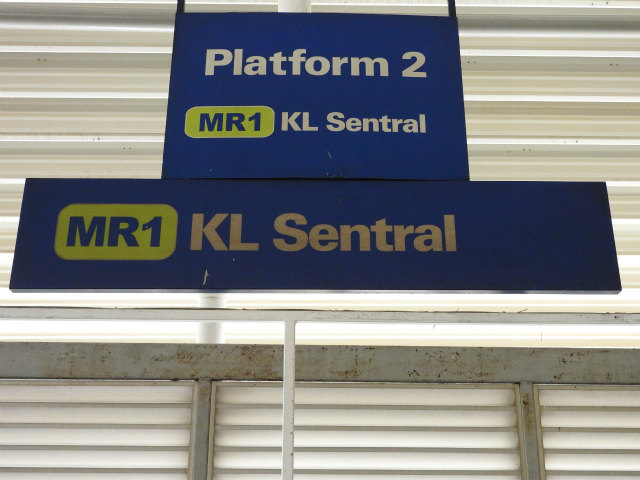 Platform 2
MR1 KL Sentral
MR1 KL Sentral